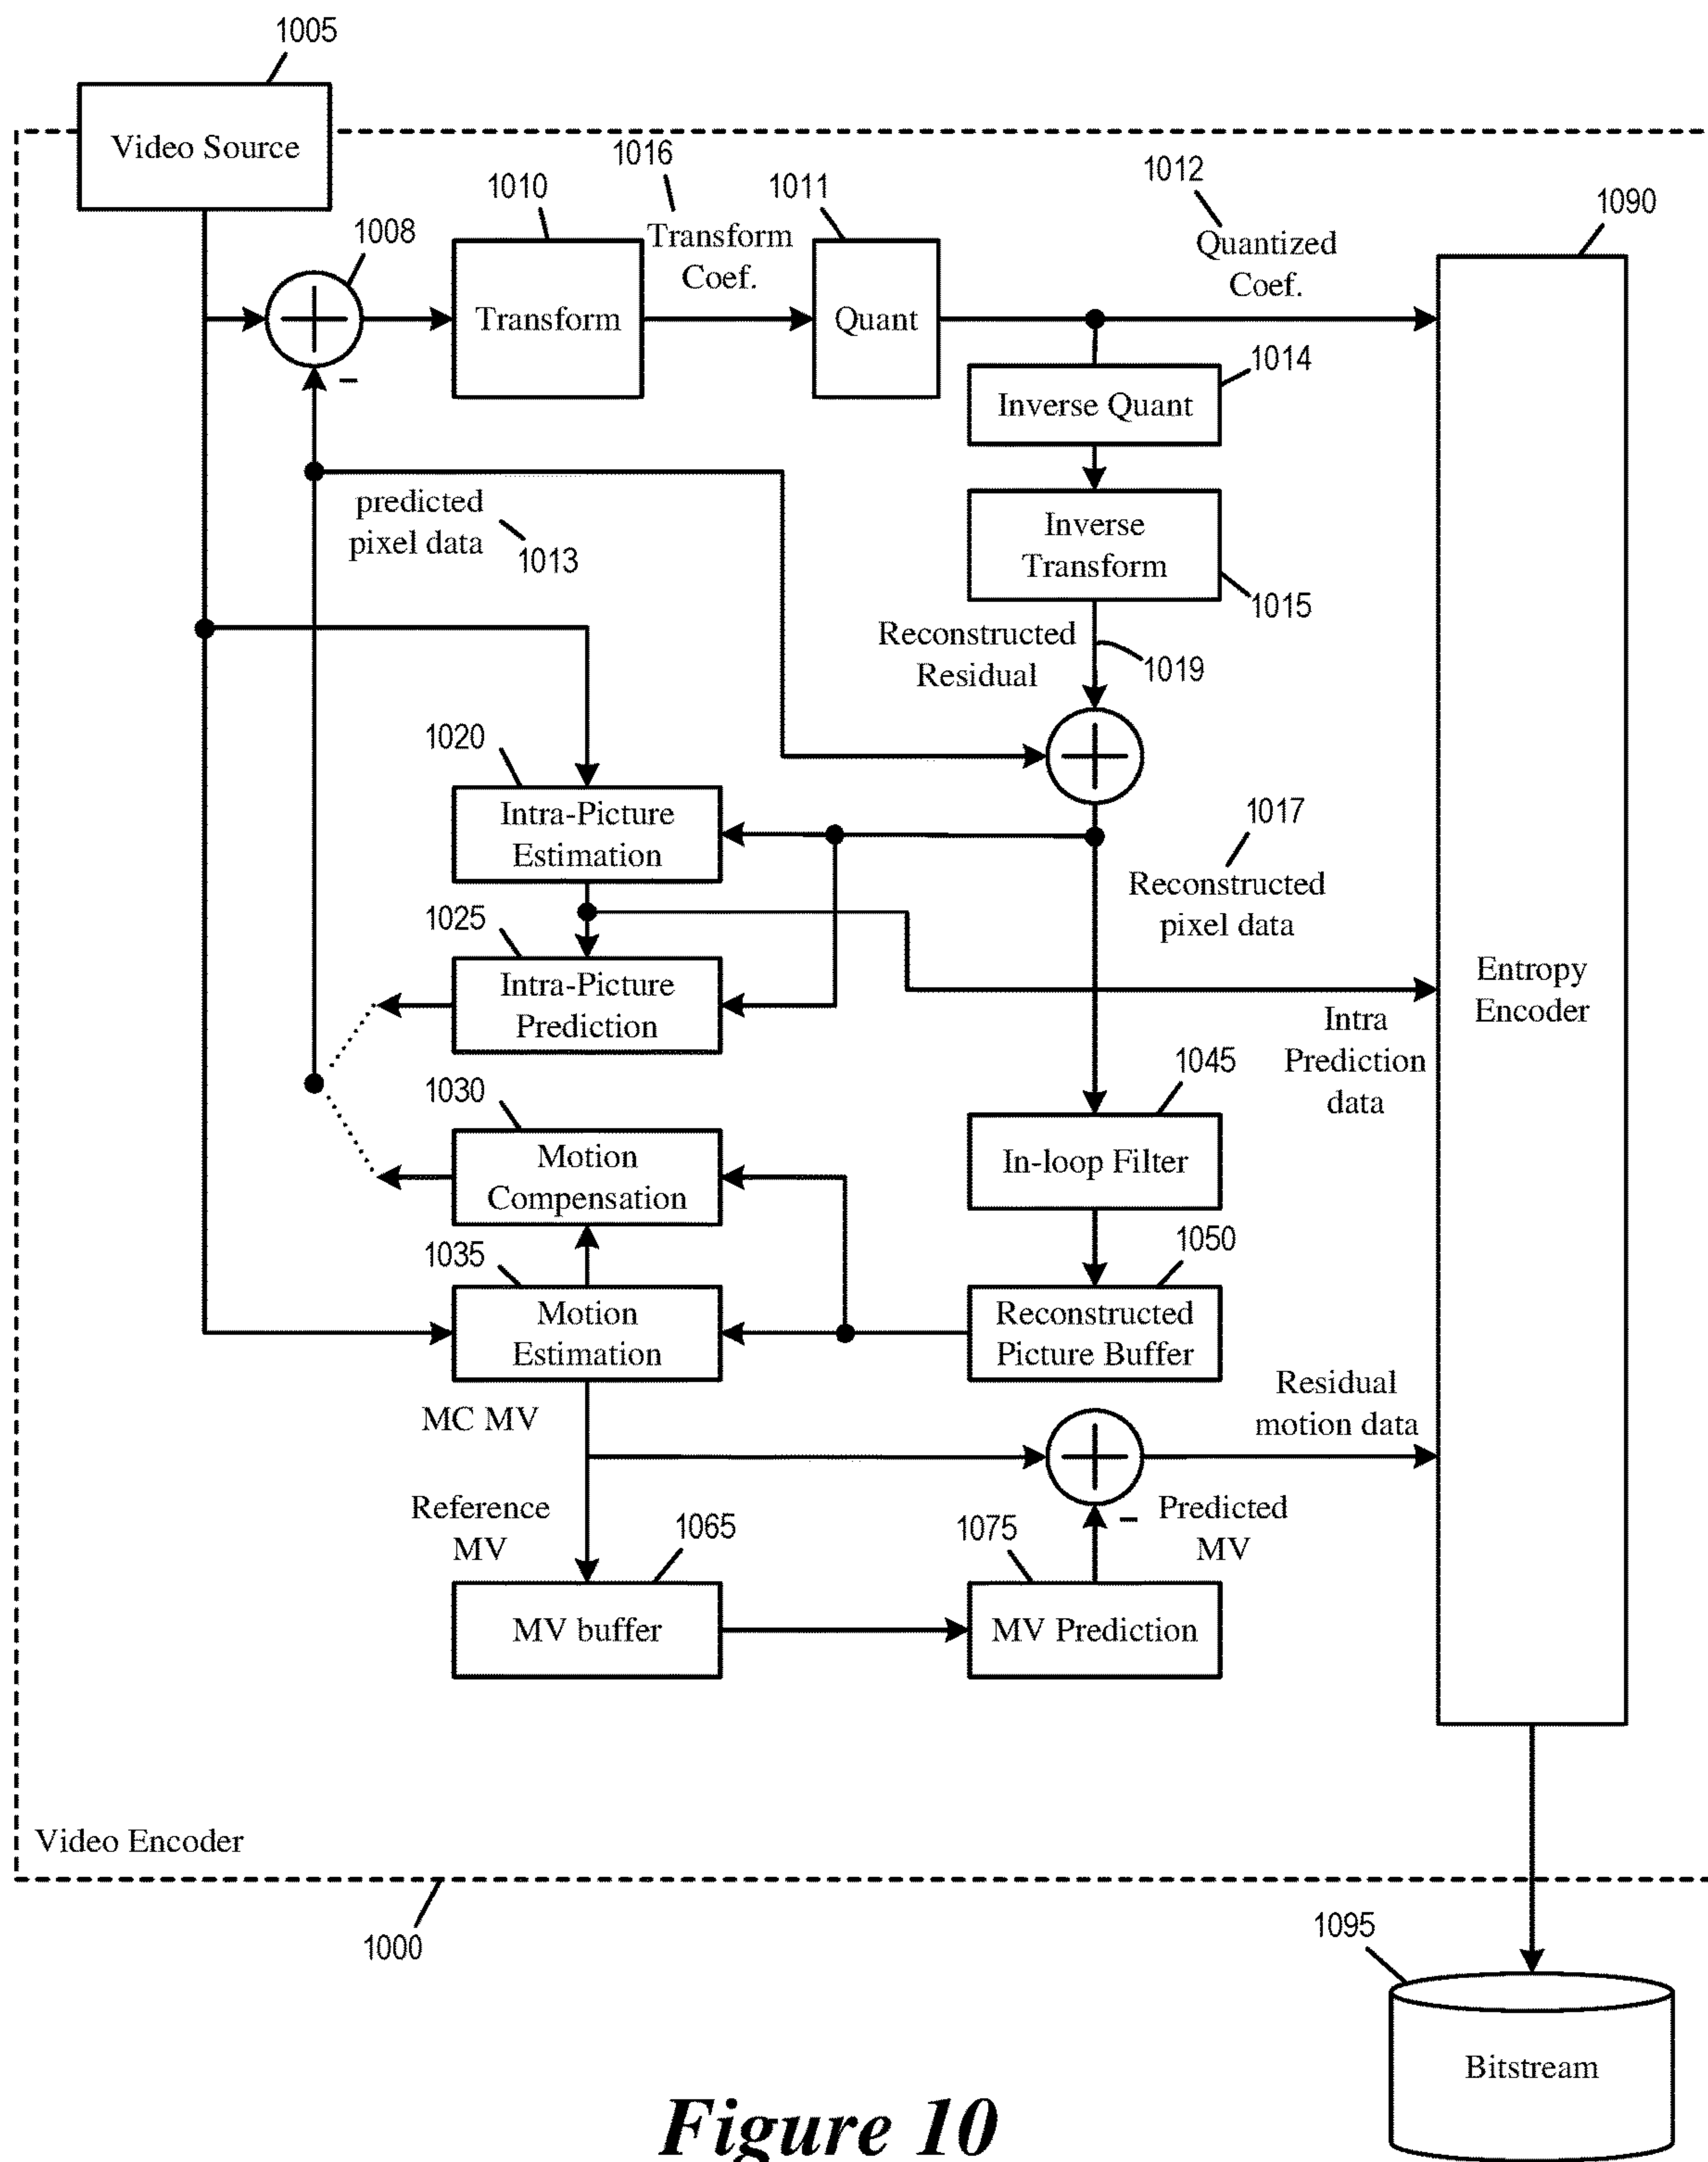 1005
Video Source
1016
1010
1011
1012
1090
1008
Transform
Coef.
Quantized
Coef.
Transform
Quant
1014
Inverse Quant
–
predicted
pixel data
1013
Inverse
Transform
1015
Reconstructed
Residual
1019
1020
Intra-Picture
Estimation
1017
Reconstructed
pixel data
1025
Intra-Picture
Prediction
Entropy
Encoder
Intra
Prediction
data
1045
1030
Motion
Compensation
In-loop Filter
1050
1035
Motion
Estimation
Reconstructed
Picture Buffer
Residual
motion data
MC MV
Reference
MV
1065
1075
– Predicted
MV
MV buffer
MV Prediction
Video Encoder
1000
1095
Bitstream
Figure 10